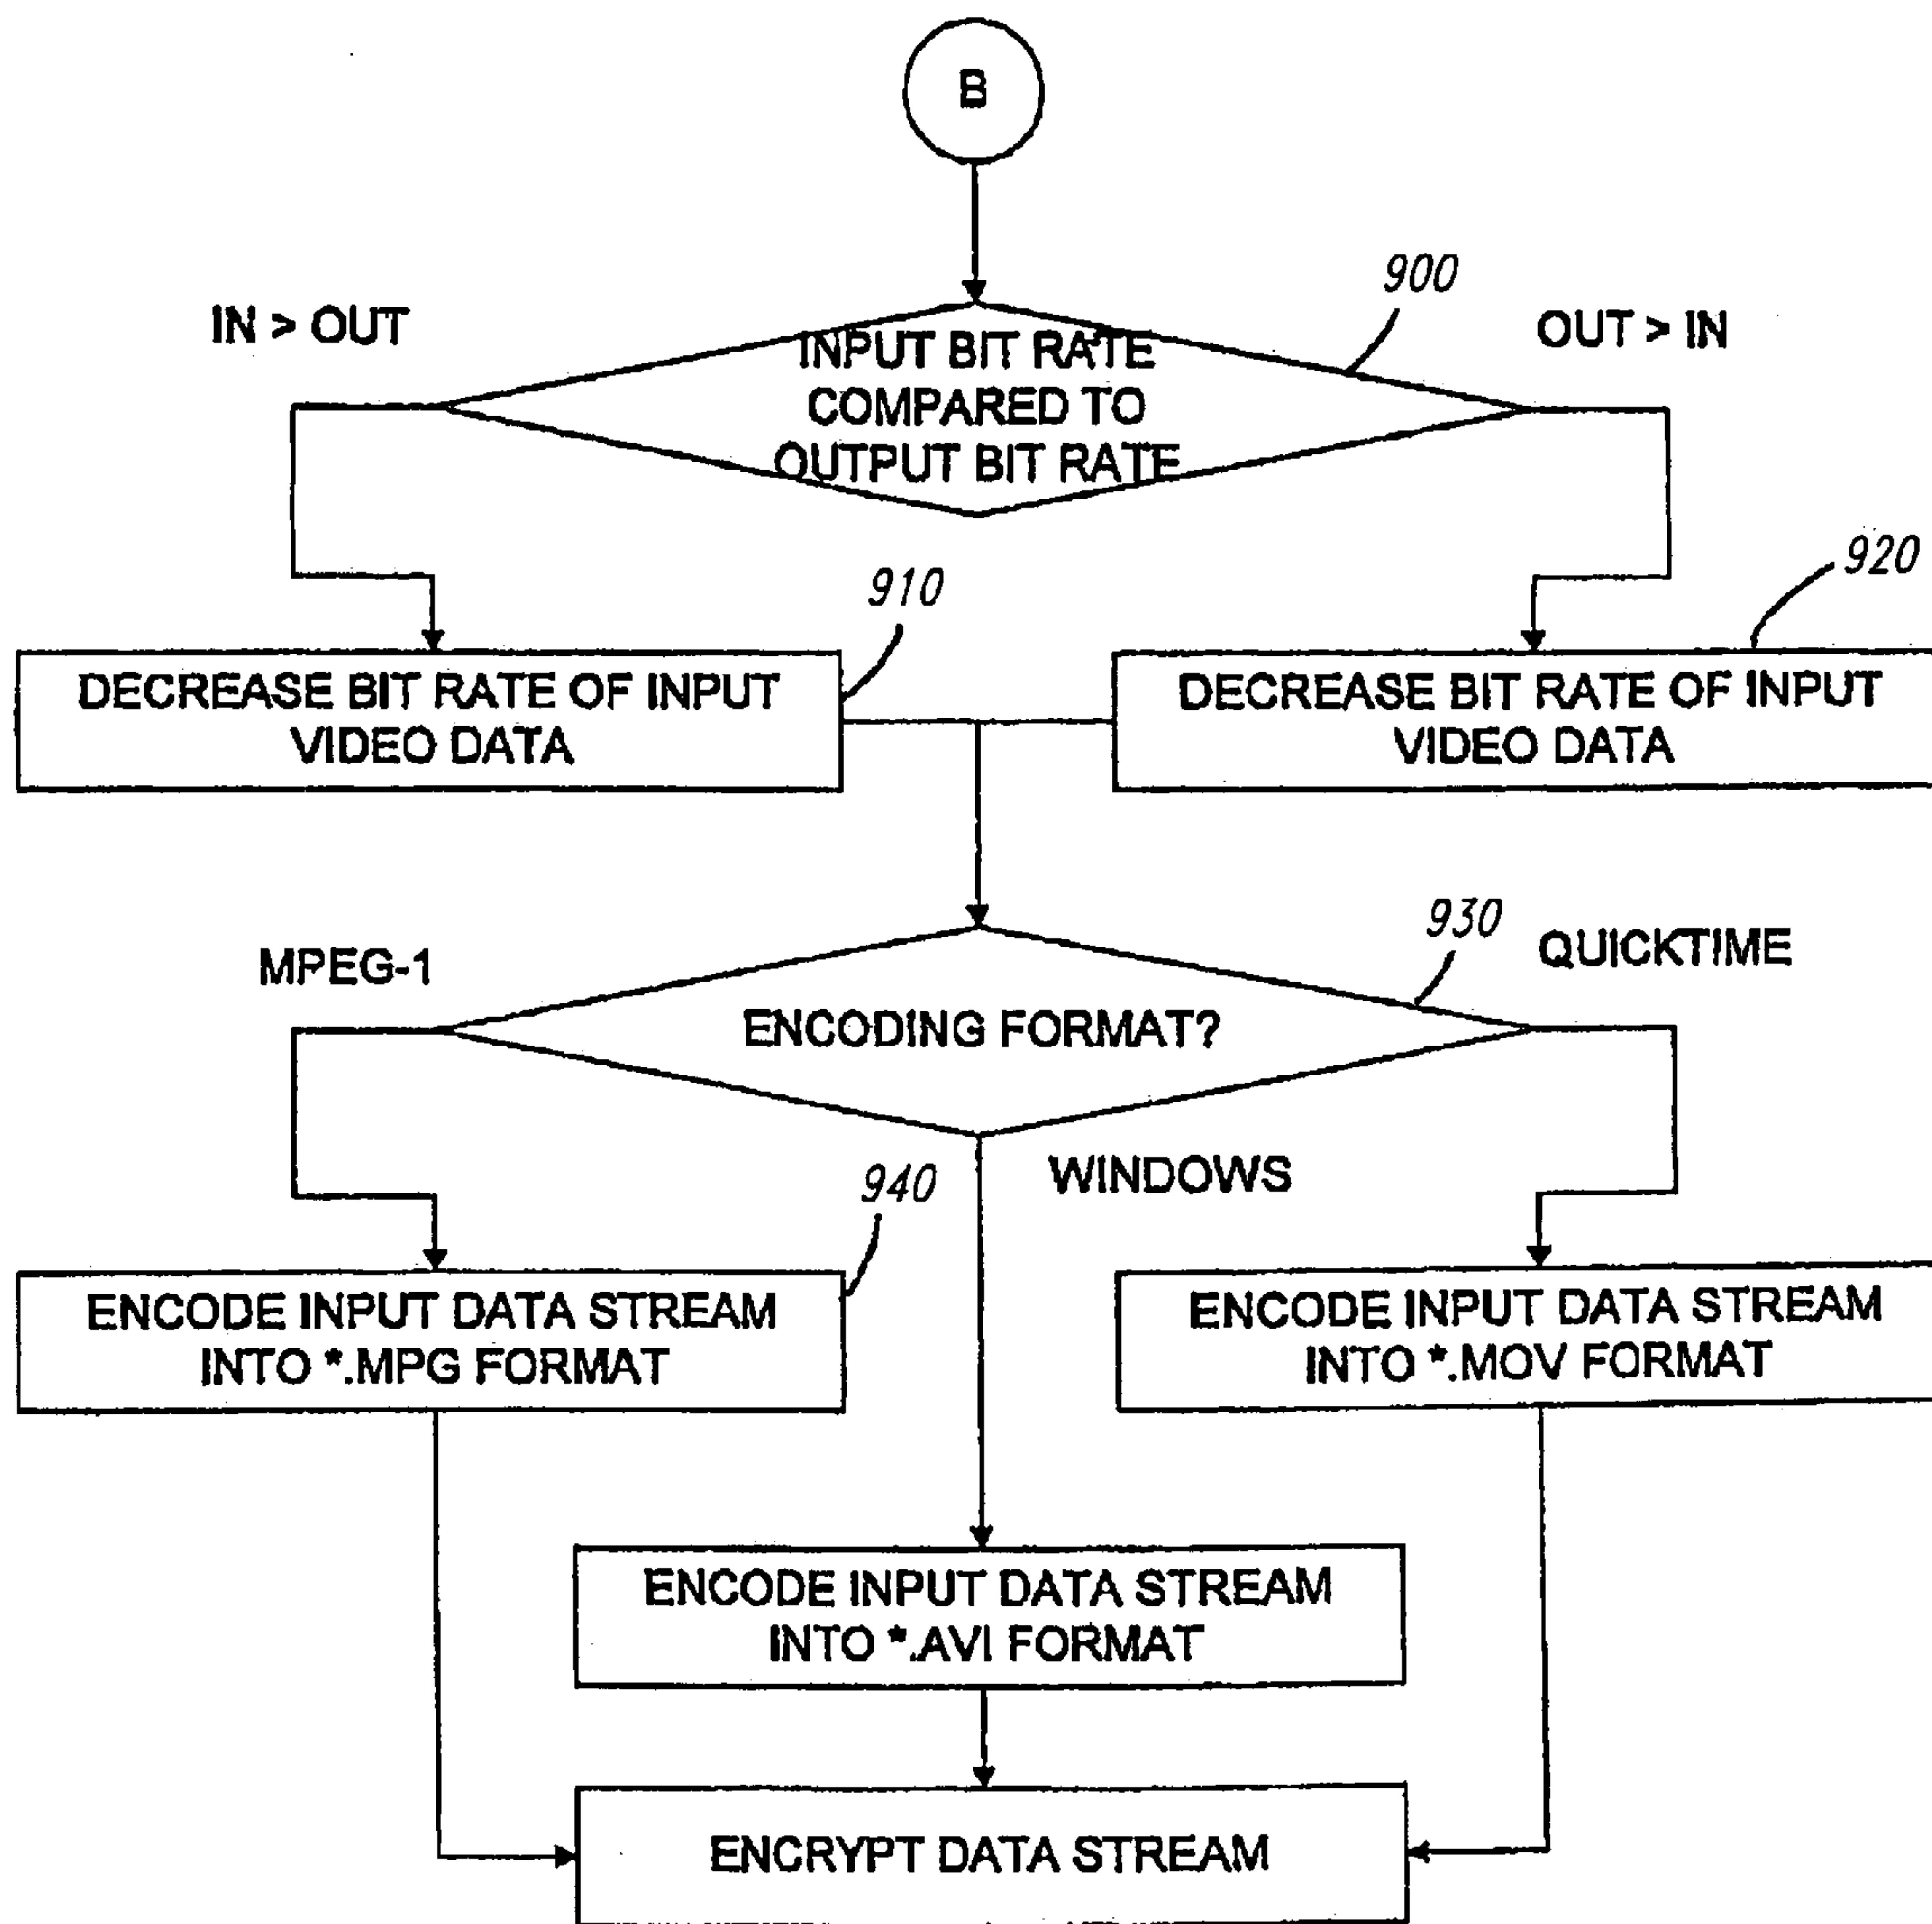 B
900
IN > OUT
OUT > IN
INPUT BIT RATE
COMPARED TO
OUTPUT BIT RATE
910
920
DECREASE BIT RATE OF INPUT
VIDEO DATA
DECREASE BIT RATE OF INPUT
VIDEO DATA
930
MPEG-1
QUICKTIME
ENCODING FORMAT?
WINDOWS
940
ENCODE INPUT DATA STREAM
INTO *.MPG FORMAT
ENCODE INPUT DATA STREAM
INTO *.MOV FORMAT
ENCODE INPUT DATA STREAM
INTO *.AVI FORMAT
ENCRYPT DATA STREAM